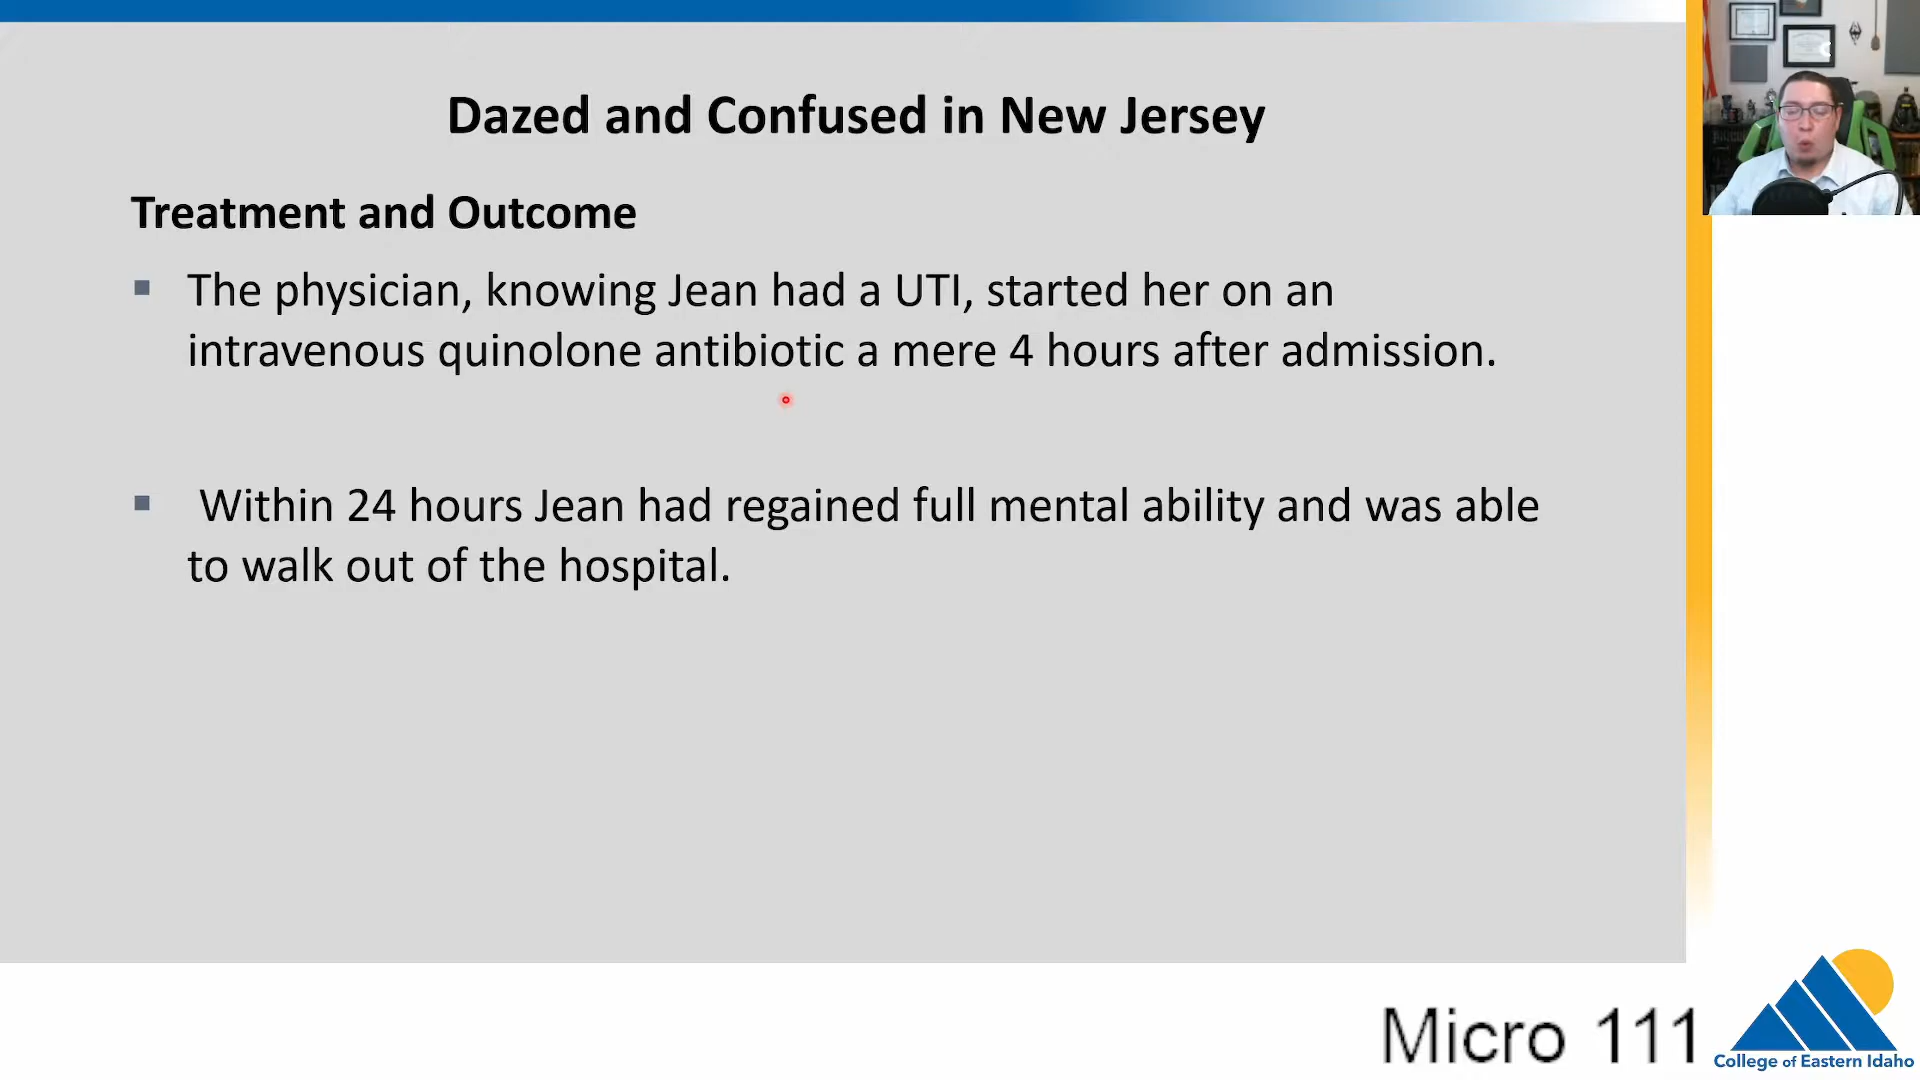 Dazed and Confused in New Jersey
Treatment and Outcome
The physician, knowing Jean had a UTI, started her on an
intravenous quinolone antibiotic a mere 4 hours after admission.
Within 24 hours Jean had regained full mental ability and was able
to walk out of the hospital.
Micro 111
College of Eastern Idaho